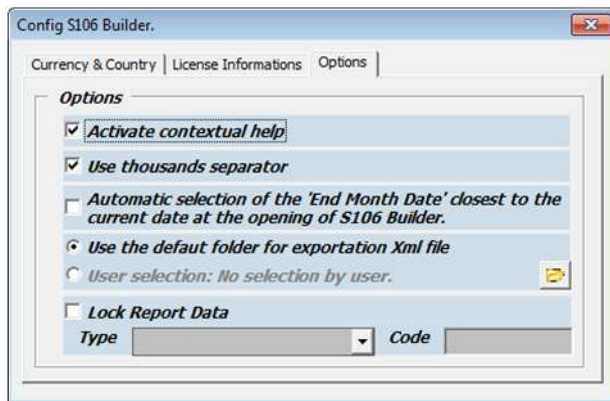 Config S106 Builder.
Currency & Country
License Informations
Options
Options
Activate contextual help
Use thousands separator
Automatic selection of the 'End Month Date' closest to the
current date at the opening of S106 Builder.
Use the defaut folder for exportation Xml file
User selection: No selection by user.
Lock Report Data
Type
Code